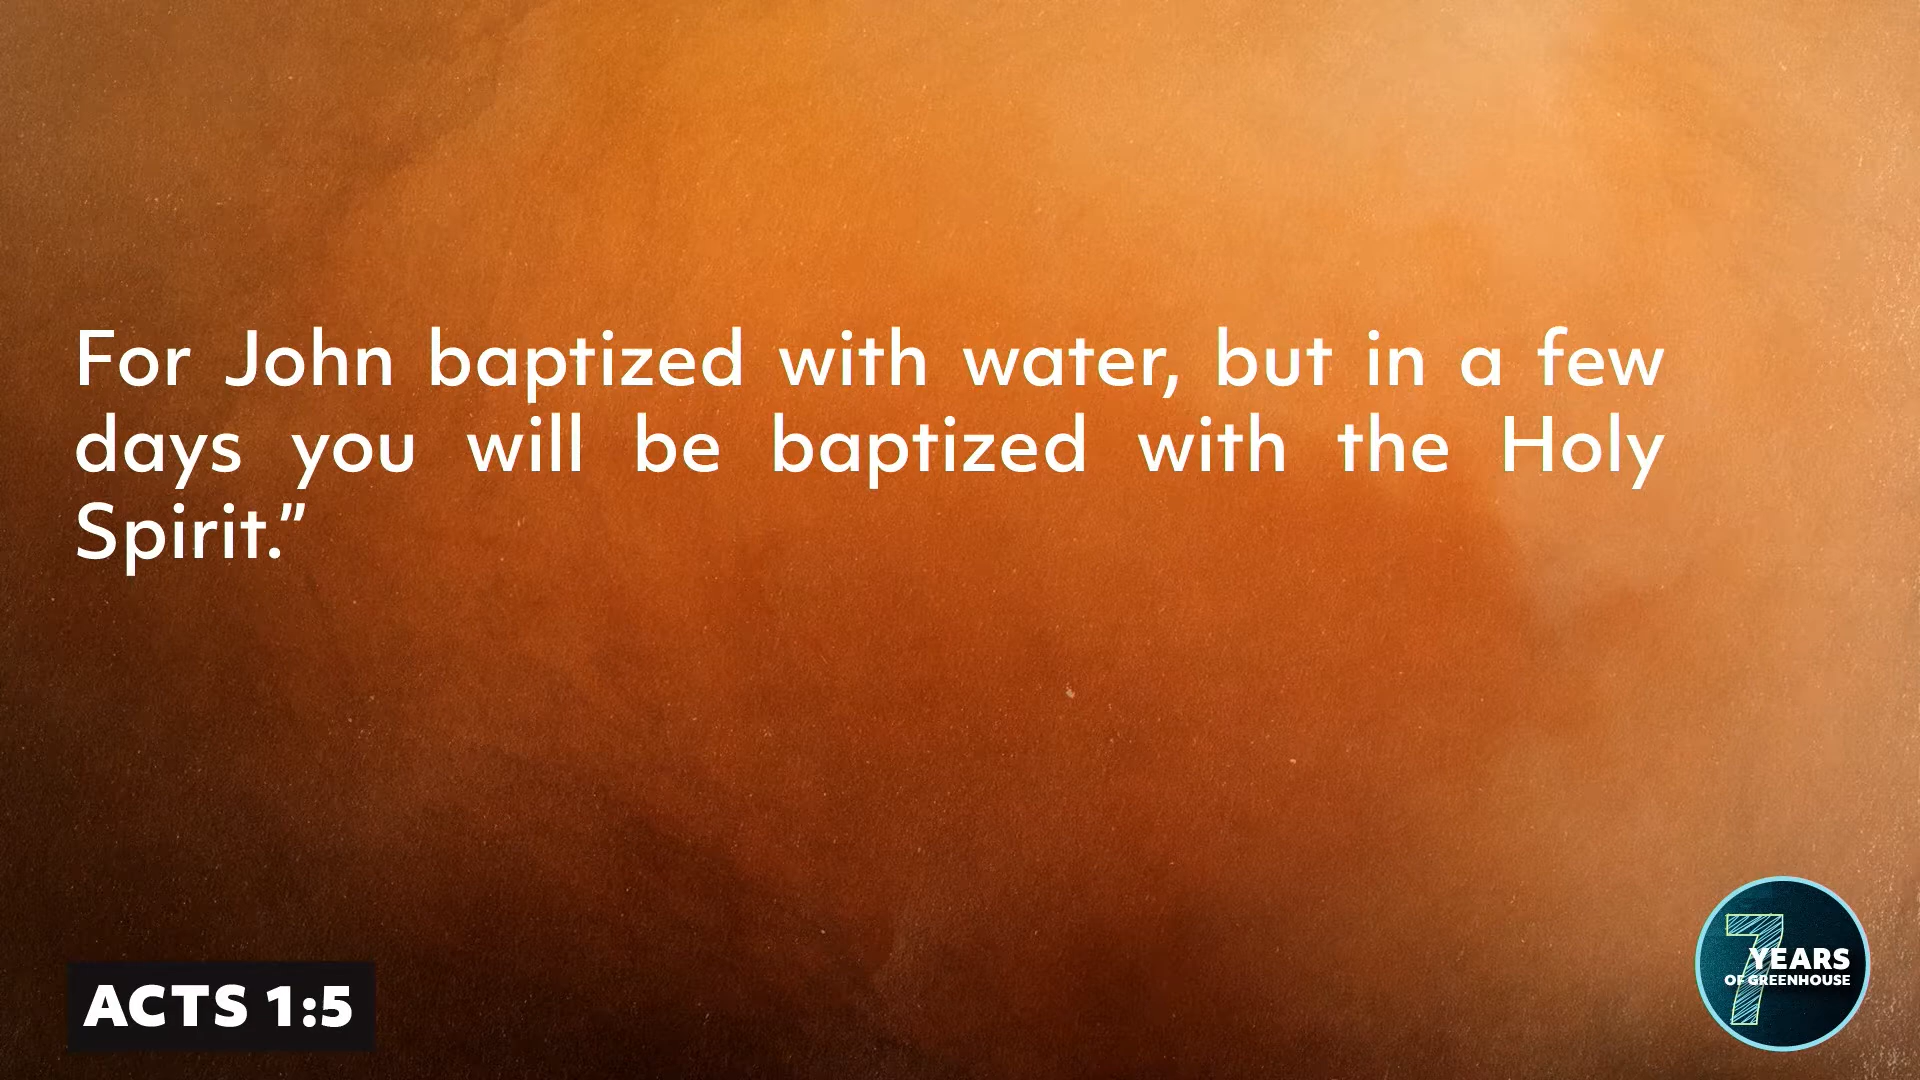 For John baptized with water, but in a few
days you will be baptized with the Holy
Spirit.”
ACTS 1:5
7
YEARS
OF GREENHOUSE